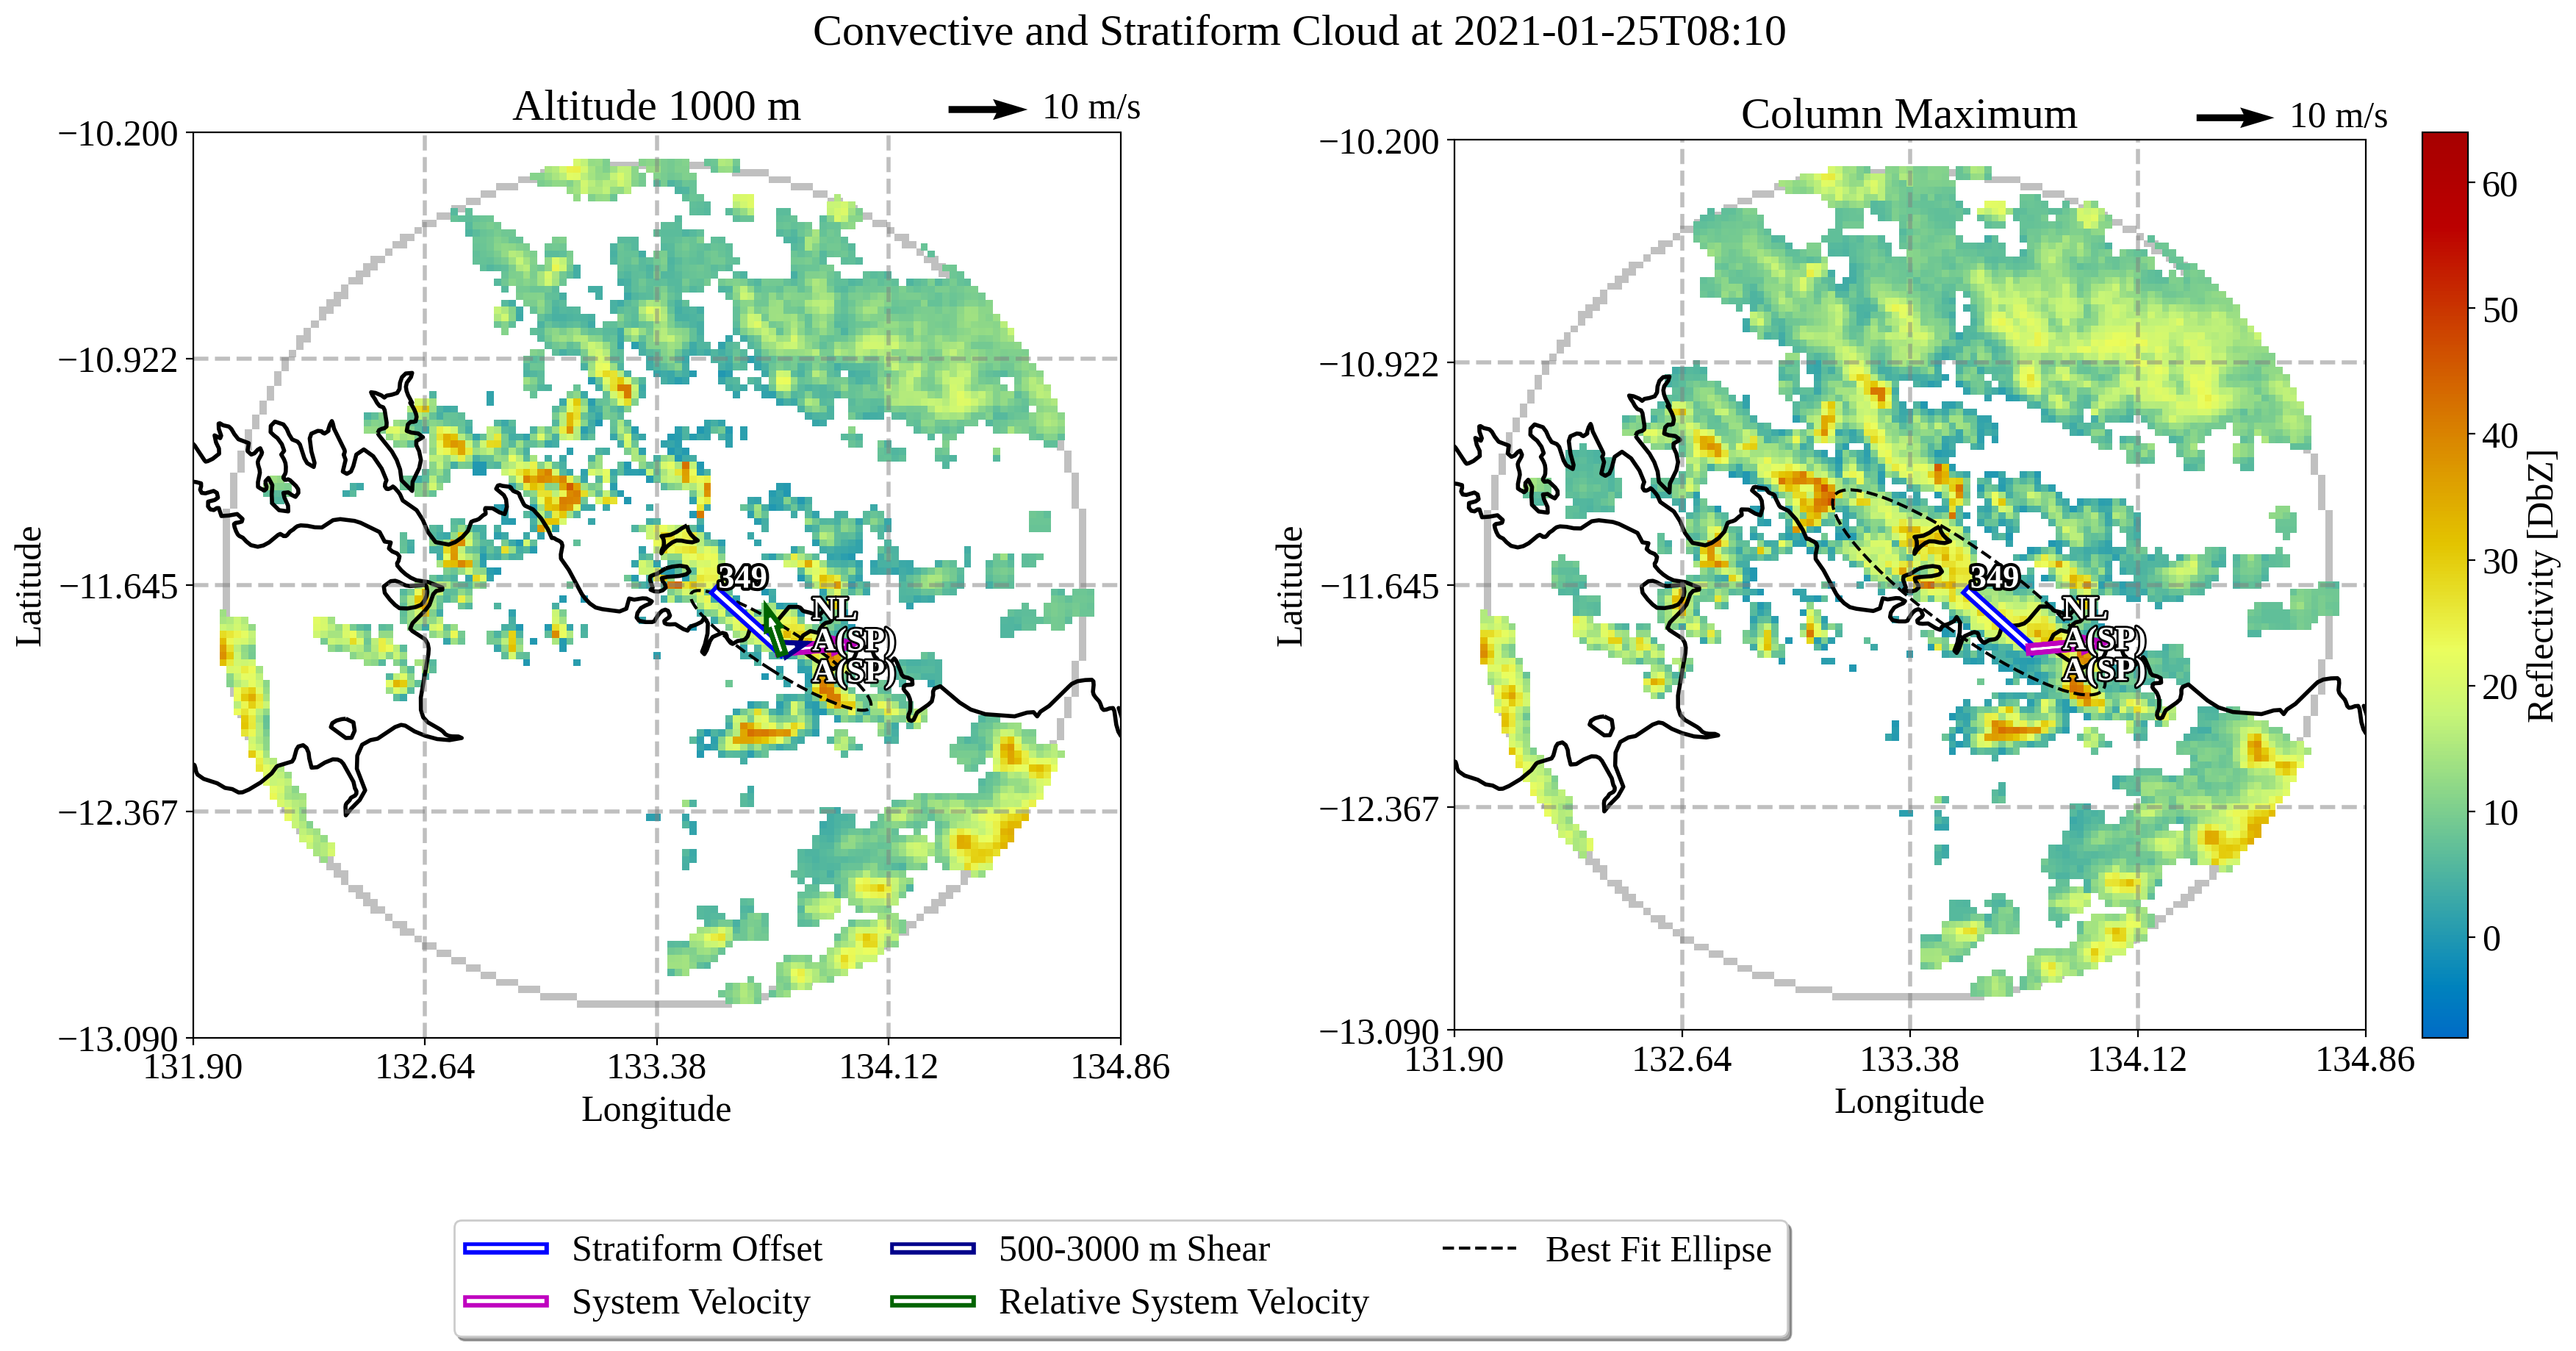 Convective and Stratiform Cloud at 2021-01-25T08:10
Altitude 1000 m
10 m/s
−10.200
−10.922
−11.645
−12.367
−13.090
Latitude
131.90
132.64
133.38
134.12
134.86
Longitude
349
NL
A(SP)
A(SP)
Column Maximum
10 m/s
−10.200
−10.922
−11.645
−12.367
−13.090
Latitude
131.90
132.64
133.38
134.12
134.86
Longitude
349
NL
A(SP)
A(SP)
60
50
40
30
20
10
0
Reflectivity [DbZ]
Stratiform Offset
System Velocity
500-3000 m Shear
Relative System Velocity
Best Fit Ellipse